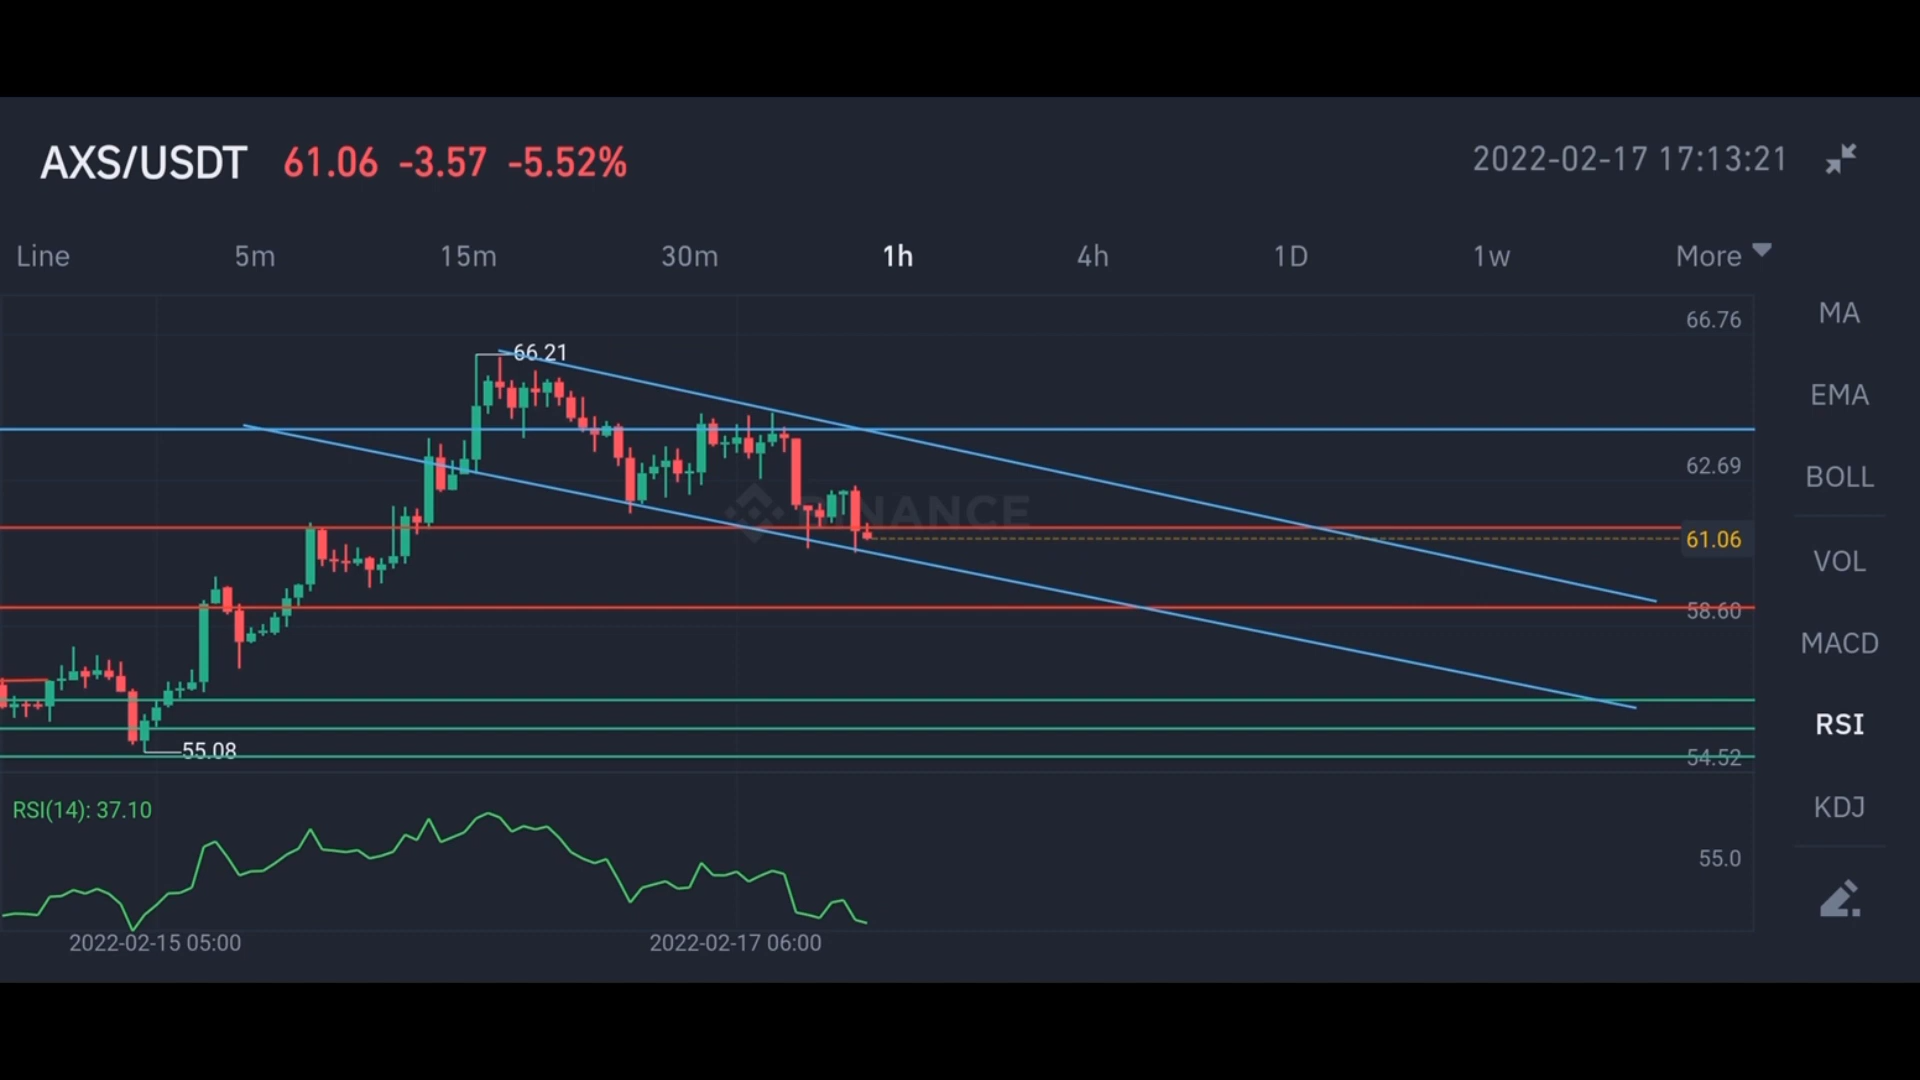 AXS/USDT 61.06 -3.57 -5.52% 2022-02-17 17:13:21
Line 5m 15m 30m 1h 4h 1D 1w More
MA
EMA
BOLL
VOL
MACD
RSI
KDJ
66.76
66.21
62.69
BINANCE
61.06
58.60
55.08
54.52
RSI(14): 37.10
55.0
2022-02-15 05:00 2022-02-17 06:00